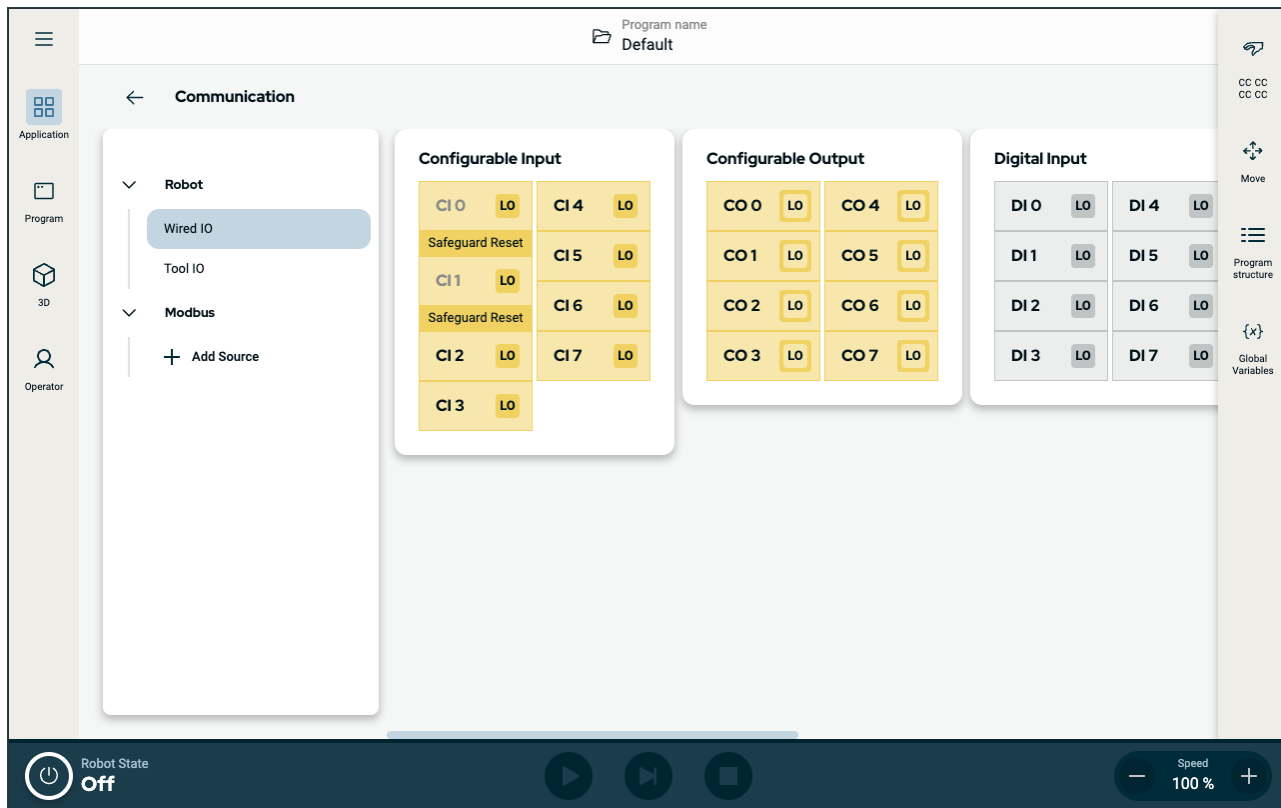 Program name
Default
Application
Program
3D
Operator
Communication
Robot
Wired IO
Tool IO
Modbus
Add Source
Configurable Input
CI 0 LO CI 4 LO
Safeguard Reset
CI 5 LO
CI 1 LO
CI 6 LO
Safeguard Reset
CI 2 LO CI 7 LO
CI 3 LO
Configurable Output
CO 0 LO CO 4 LO
CO 1 LO CO 5 LO
CO 2 LO CO 6 LO
CO 3 LO CO 7 LO
Digital Input
DI 0 LO DI 4 LO
DI 1 LO DI 5 LO
DI 2 LO DI 6 LO
DI 3 LO DI 7 LO
CC CC
CC CC
Move
Program
structure
{x}
Global
Variables
Robot State
Off
Speed
100 %